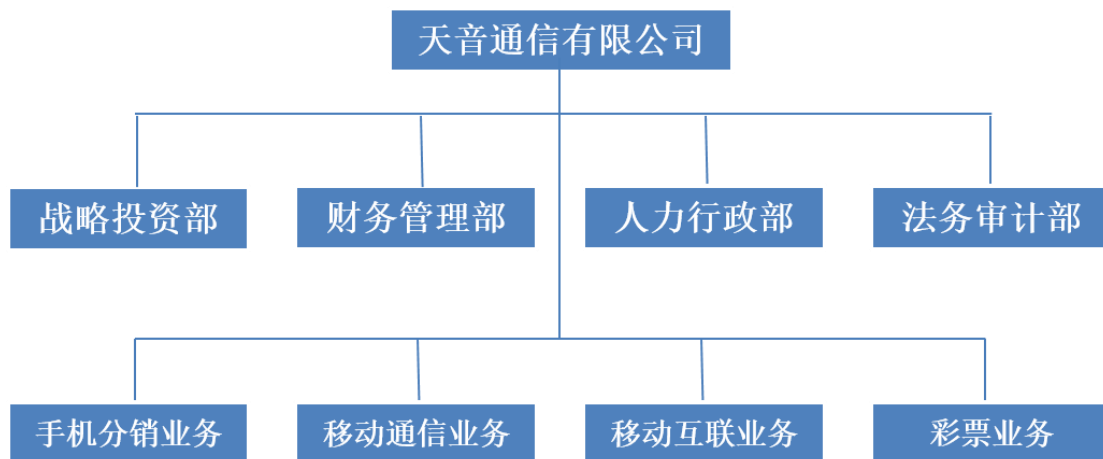 天音通信有限公司
战略投资部
财务管理部
人力行政部
法务审计部
手机分销业务
移动通信业务
移动互联业务
彩票业务